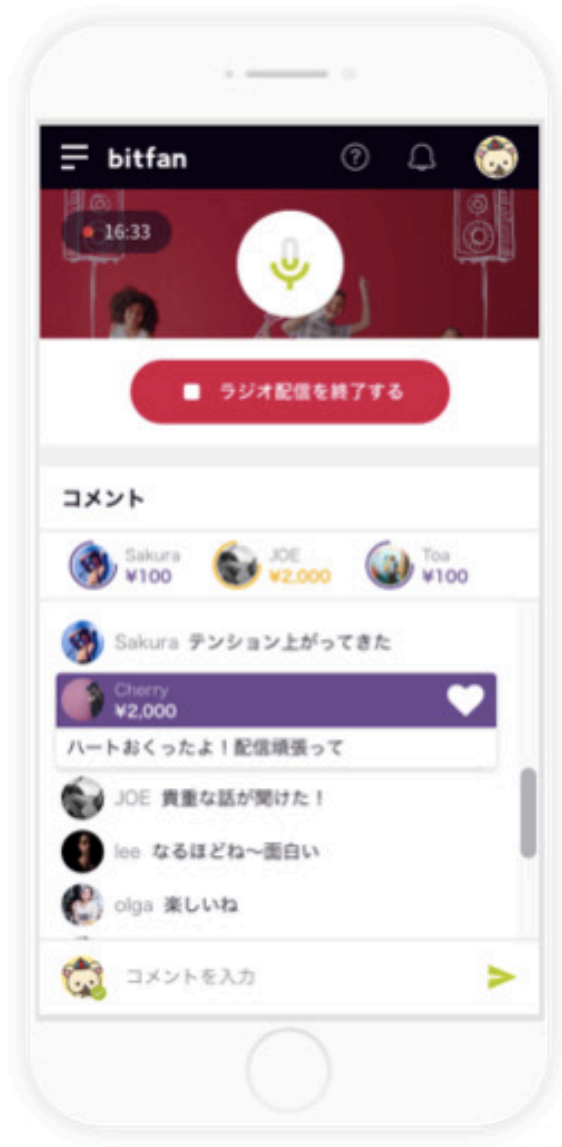 bitfan
16:33
ラジオ配信を終了する
コメント
Sakura
¥100
JOE
¥2,000
Toa
¥100
Sakura テンション上がってきた
Cherry
¥2,000
ハートおくったよ！配信頑張って
JOE 貴重な話が聞けた！
lee なるほどね〜面白い
olga 楽しいね
コメントを入力